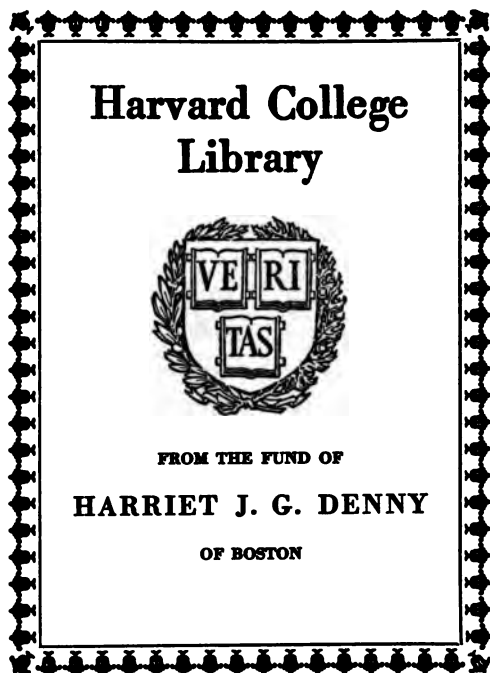 Harvard College
Library
VE RI
TAS
FROM THE FUND OF
HARRIET J. G. DENNY
OF BOSTON